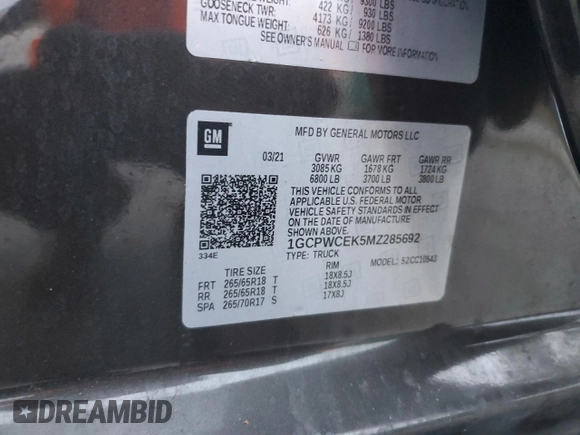 422 KG 930 LBS
GOOSENECK TWR: 4173 KG 9200 LBS
MAX TONGUE WEIGHT: 626 KG 1380 LBS
SEE OWNER'S MANUAL FOR MORE INFORMATION
GM
MFD BY GENERAL MOTORS LLC
03/21 GVWR GAWR FRT GAWR RR
3085 KG 1678 KG 1724 KG
6800 LB 3700 LB 3800 LB
THIS VEHICLE CONFORMS TO ALL
APPLICABLE U.S. FEDERAL MOTOR
VEHICLE SAFETY STANDARDS IN EFFECT
ON THE DATE OF MANUFACTURE
SHOWN ABOVE.
1GCPWCEK5MZ285692
TYPE: TRUCK MODEL: 52CC10543
334E
TIRE SIZE RIM
FRT 265/65R18 T 18X8.5J
RR 265/65R18 T 18X8.5J
SPA 265/70R17 S 17X8J
DREAMBID